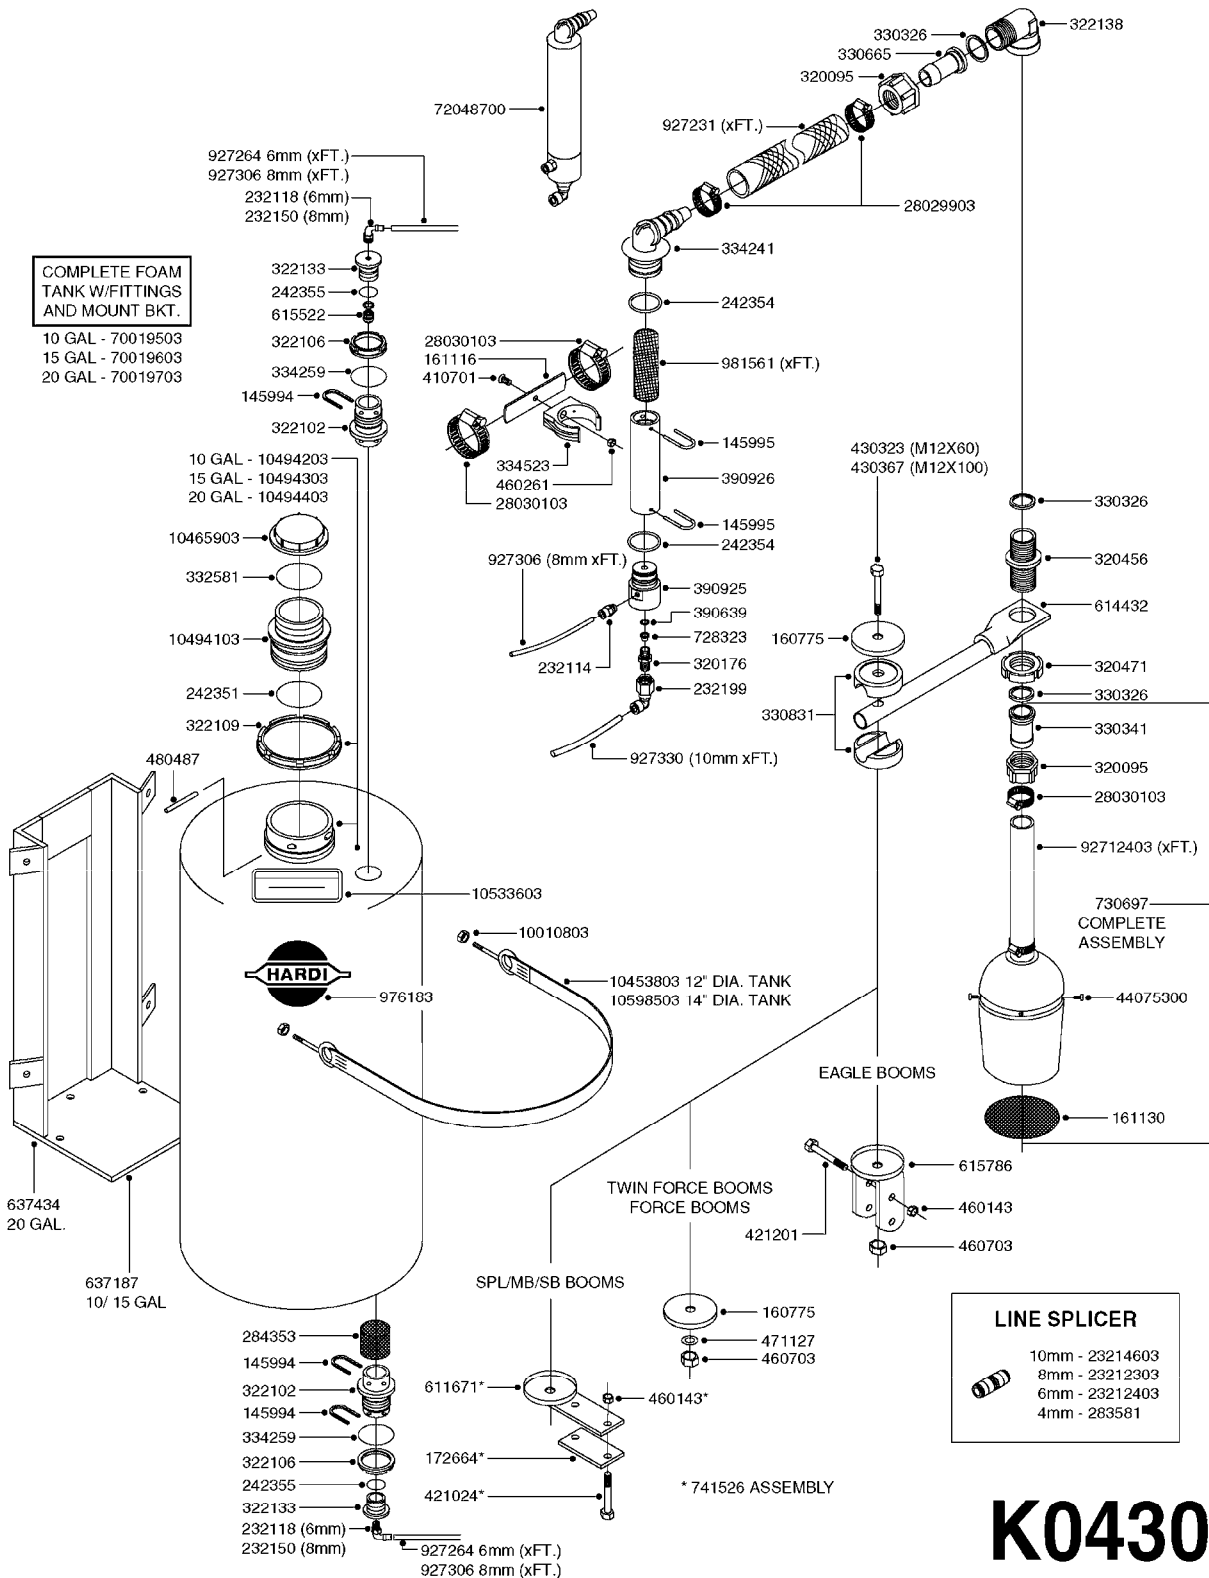 72048700
927264 6mm (xFT.)
927306 8mm (xFT.)
232118 (6mm)
232150 (8mm)
322133
242355
615522
322106
334259
145994
322102
COMPLETE FOAM
TANK W/FITTINGS
AND MOUNT BKT.
10 GAL - 70019503
15 GAL - 70019603
20 GAL - 70019703
10 GAL - 10494203
15 GAL - 10494303
20 GAL - 10494403
10465903
332581
10494103
242351
322109
480487
10533603
HARDI
976183
10010803
10453803 12" DIA. TANK
10598503 14" DIA. TANK
637434
20 GAL.
637187
10/ 15 GAL
284353
145994
322102
145994
334259
322106
242355
322133
232118 (6mm)
232150 (8mm)
927264 6mm (xFT.)
927306 8mm (xFT.)
28030103
161116
410701
334523
460261
28030103
330326
322138
330665
320095
927231 (xFT.)
28029903
334241
242354
981561 (xFT.)
145995
390926
145995
242354
927306 (8mm xFT.)
390925
390639
728323
232114
320176
232199
927330 (10mm xFT.)
430323 (M12X60)
430367 (M12X100)
160775
330831
330326
320456
614432
320471
330326
330341
320095
28030103
92712403 (xFT.)
730697
COMPLETE
ASSEMBLY
44075300
161130
EAGLE BOOMS
615786
460143
421201
460703
TWIN FORCE BOOMS
FORCE BOOMS
160775
471127
460703
SPL/MB/SB BOOMS
611671*
460143*
172664*
421024*
* 741526 ASSEMBLY
LINE SPLICER
10mm - 23214603
8mm - 23212303
6mm - 23212403
4mm - 283581
K0430